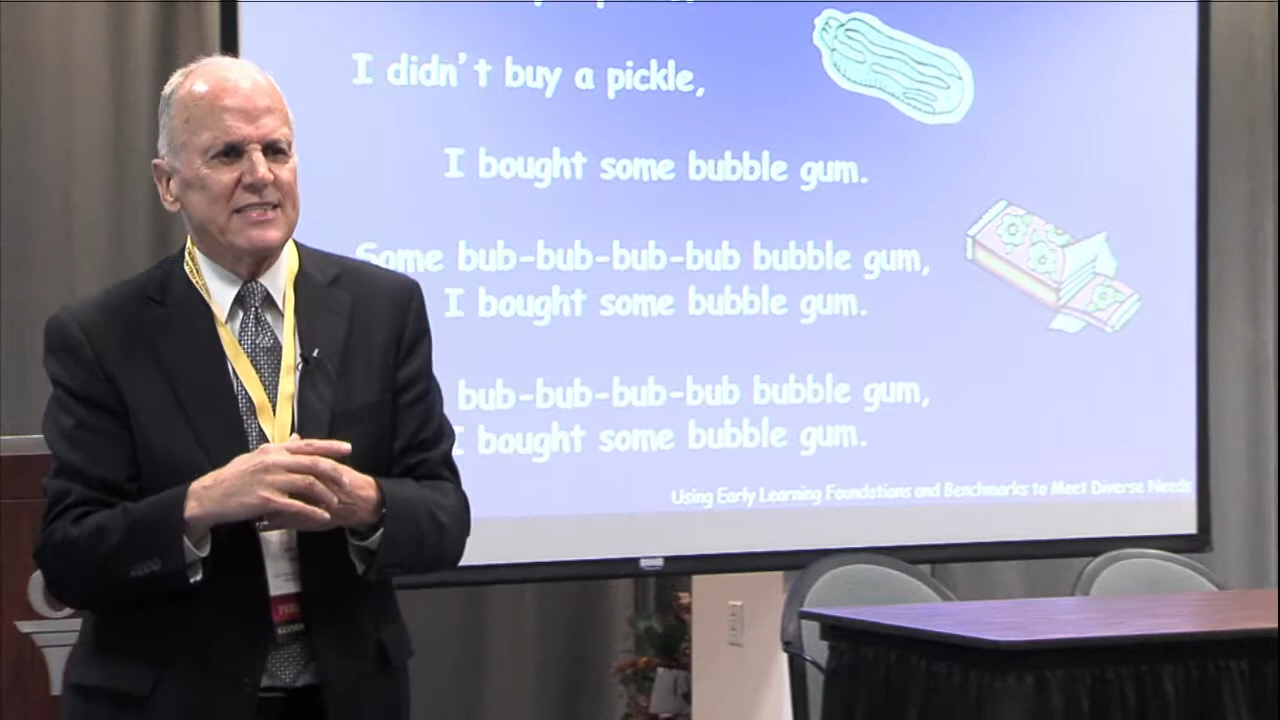 I didn't buy a pickle,
I bought some bubble gum.
Some bub-bub-bub-bub bubble gum,
I bought some bubble gum.
bub-bub-bub-bub bubble gum,
I bought some bubble gum.
Using Early Learning Foundations and Benchmarks to Meet Diverse Needs